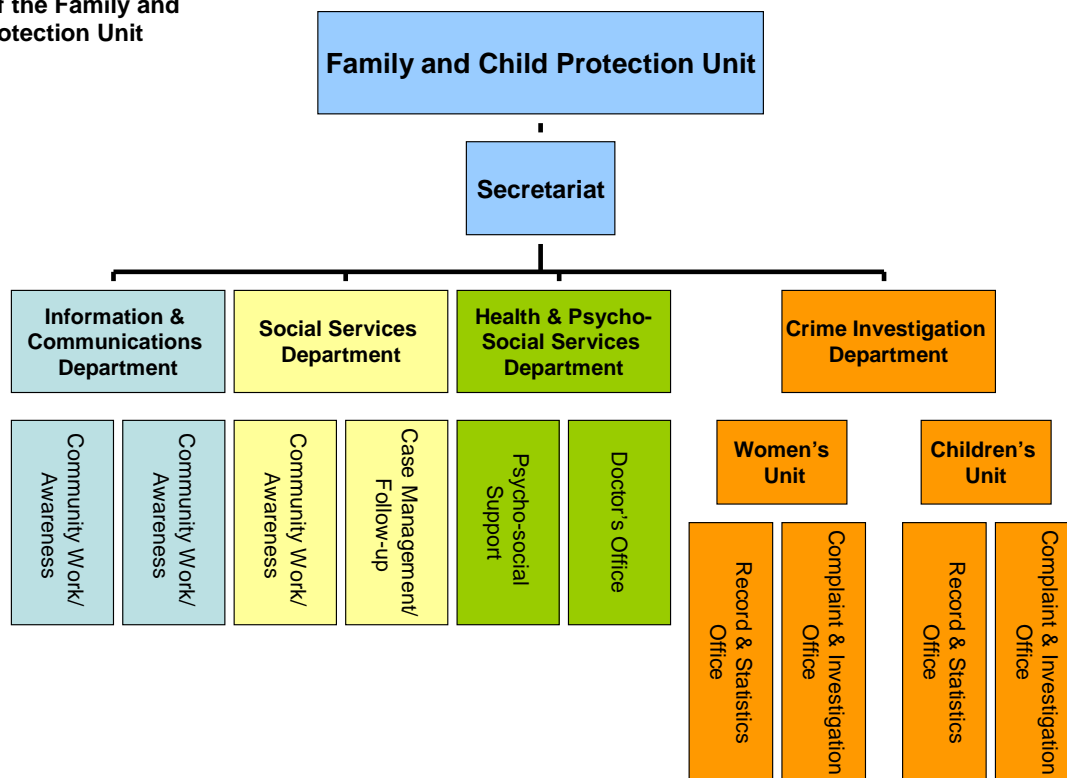 f the Family and
otection Unit
Family and Child Protection Unit
Secretariat
Information &
Communications
Department
Social Services
Department
Health & Psycho-
Social Services
Department
Crime Investigation
Department
Community Work/
Awareness
Community Work/
Awareness
Community Work/
Awareness
Case Management/
Follow-up
Psycho-social
Support
Doctor's Office
Women's
Unit
Children's
Unit
Record & Statistics
Office
Complaint & Investigation
Office
Record & Statistics
Office
Complaint & Investigation
Office